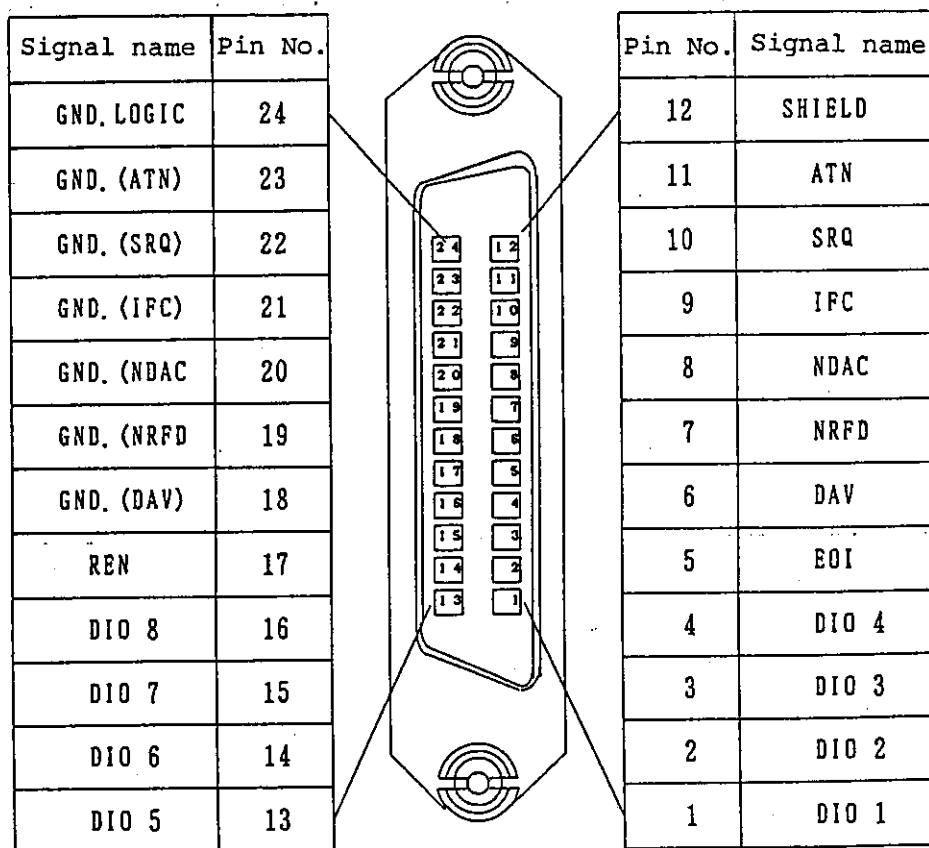 Signal name Pin No.
GND. LOGIC 24
GND. (ATN) 23
GND. (SRQ) 22
GND. (IFC) 21
GND. (NDAC 20
GND. (NRFD 19
GND. (DAV) 18
REN 17
DIO 8 16
DIO 7 15
DIO 6 14
DIO 5 13
24 12
23 11
22 10
21 9
20 8
19 7
18 6
17 5
16 4
15 3
14 2
13 1
Pin No. Signal name
12 SHIELD
11 ATN
10 SRQ
9 IFC
8 NDAC
7 NRFD
6 DAV
5 EOI
4 DIO 4
3 DIO 3
2 DIO 2
1 DIO 1